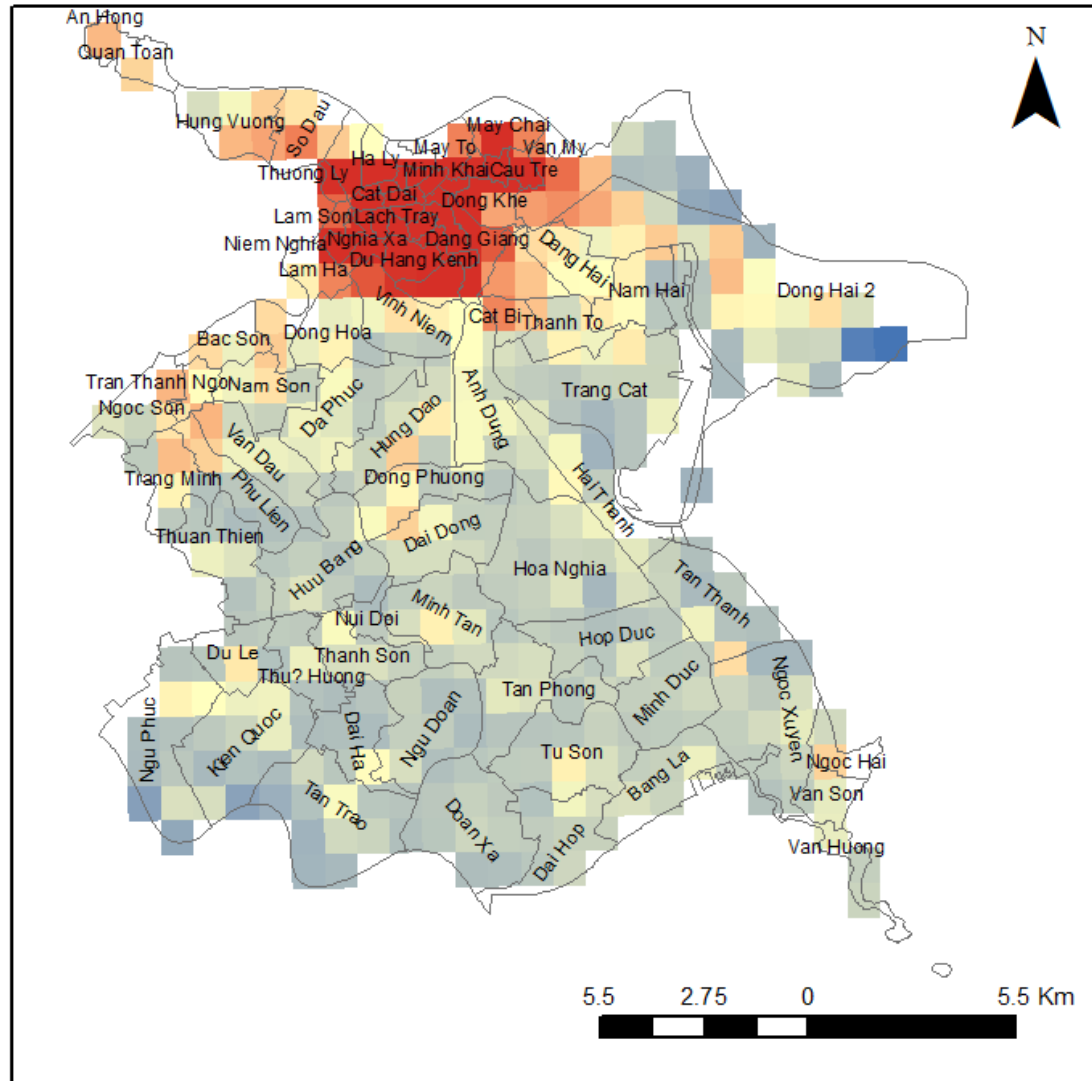 An Hong
N
Quan Toan
Hung Vuong
So Dau
May Chai
May To
Van My
Ha Ly
Thuong Ly
Minh Khai
Cau Tre
Cat Dai
Dong Khe
Lam Son
Lach Tray
Niem Nghia
Nghia Xa
Dang Giang
Dang Hai
Du Hang Kenh
Lam Ha
Nam Hai
Dong Hai 2
Vinh Niem
Cat Bi
Thanh To
Bac Son
Dong Hoa
Tran Thanh Ngo
Nam Son
Da Phuc
Anh Dung
Trang Cat
Ngoc Son
Hung Dao
Van Dau
Trang Minh
Dong Phuong
Hai Thanh
Phu Lien
Thuan Thien
Dai Dong
Huu Bang
Hoa Nghia
Tan Thanh
Minh Tan
Nui Doi
Hop Duc
Du Le
Thanh Son
Thu? Huong
Tan Phong
Minh Duc
Ngoc Xuyen
Ngu Phuc
Kien Quoc
Dai Ha
Ngu Doan
Tu Son
Bang La
Ngoc Hai
Van Son
Tan Trao
Doan Xa
Dai Hop
Van Huong
5.5 2.75 0 5.5 Km